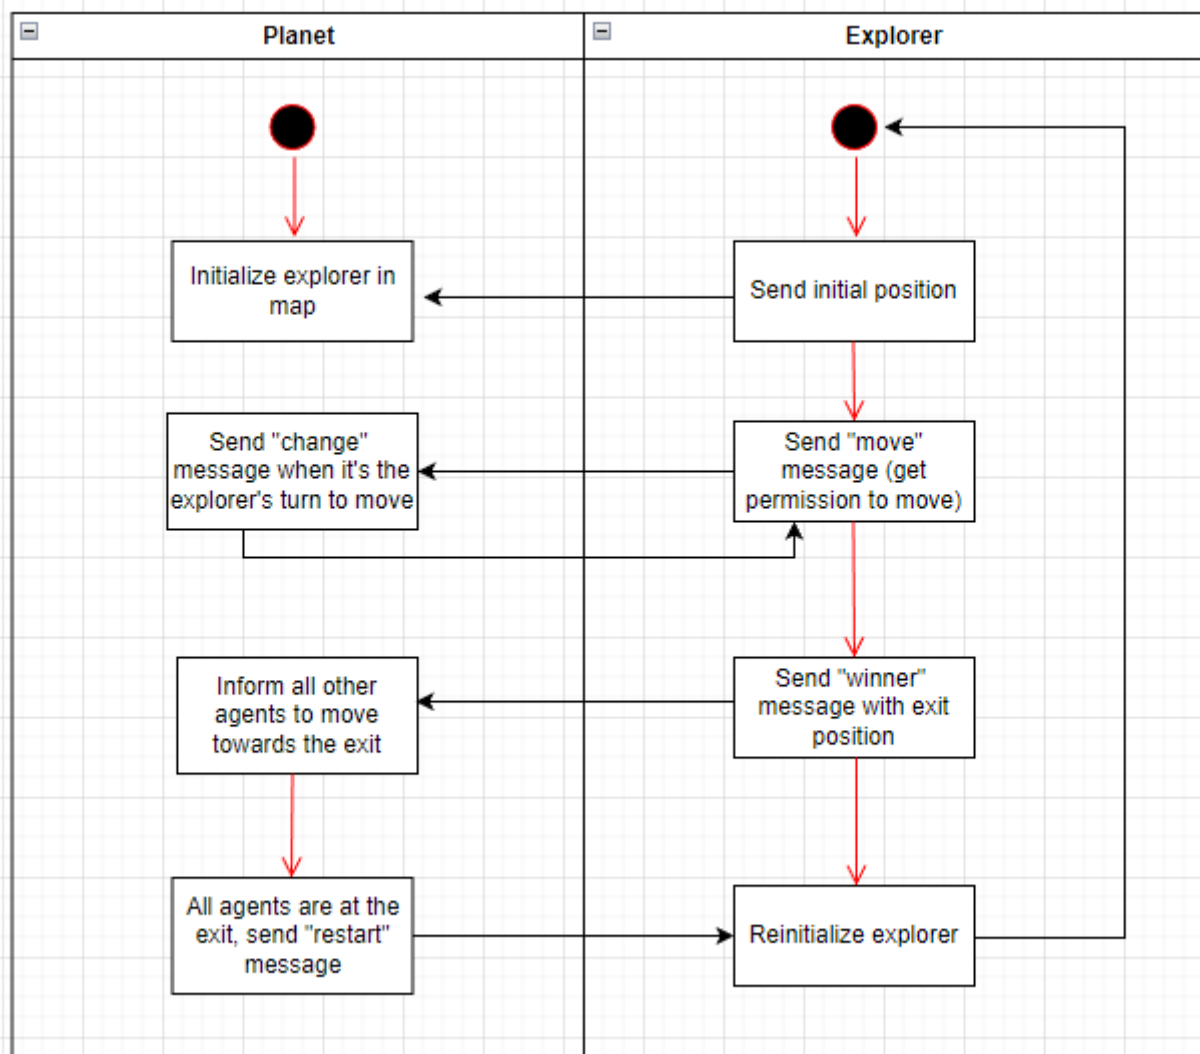 Planet
Explorer
Initialize explorer in
map
Send initial position
Send "change"
message when it's the
explorer's turn to move
Send "move"
message (get
permission to move)
Inform all other
agents to move
towards the exit
Send "winner"
message with exit
position
All agents are at the
exit, send "restart"
message
Reinitialize explorer